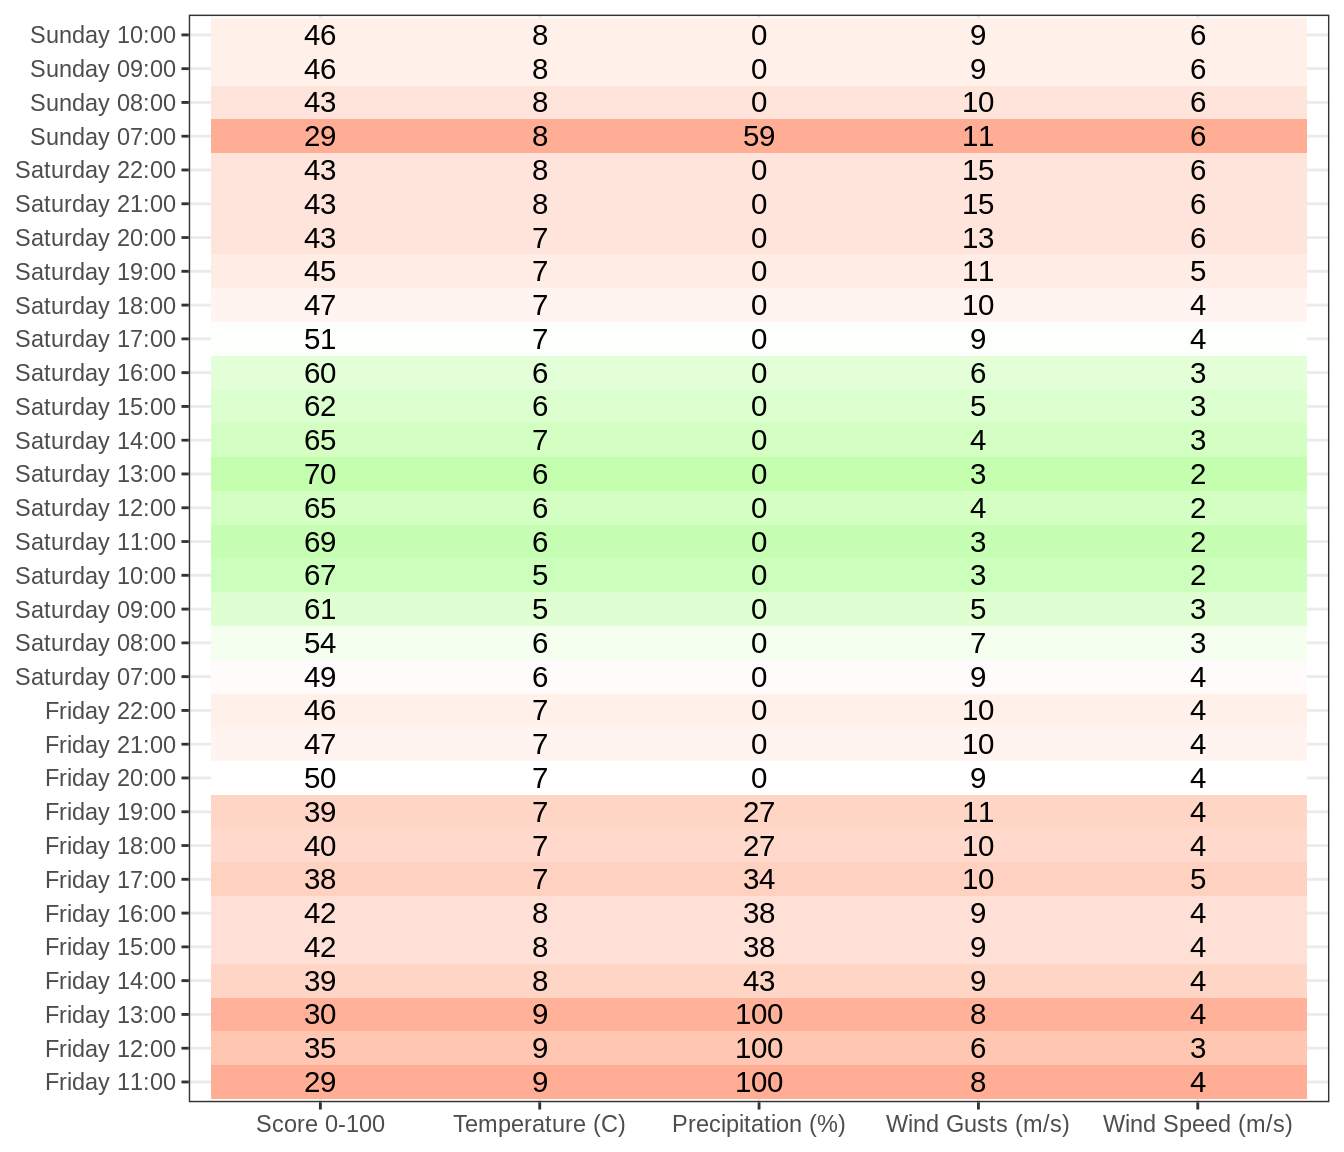 Sunday 10:00 46 8 0 9 6
Sunday 09:00 46 8 0 9 6
Sunday 08:00 43 8 0 10 6
Sunday 07:00 29 8 59 11 6
Saturday 22:00 43 8 0 15 6
Saturday 21:00 43 8 0 15 6
Saturday 20:00 43 7 0 13 6
Saturday 19:00 45 7 0 11 5
Saturday 18:00 47 7 0 10 4
Saturday 17:00 51 7 0 9 4
Saturday 16:00 60 6 0 6 3
Saturday 15:00 62 6 0 5 3
Saturday 14:00 65 7 0 4 3
Saturday 13:00 70 6 0 3 2
Saturday 12:00 65 6 0 4 2
Saturday 11:00 69 6 0 3 2
Saturday 10:00 67 5 0 3 2
Saturday 09:00 61 5 0 5 3
Saturday 08:00 54 6 0 7 3
Saturday 07:00 49 6 0 9 4
Friday 22:00 46 7 0 10 4
Friday 21:00 47 7 0 10 4
Friday 20:00 50 7 0 9 4
Friday 19:00 39 7 27 11 4
Friday 18:00 40 7 27 10 4
Friday 17:00 38 7 34 10 5
Friday 16:00 42 8 38 9 4
Friday 15:00 42 8 38 9 4
Friday 14:00 39 8 43 9 4
Friday 13:00 30 9 100 8 4
Friday 12:00 35 9 100 6 3
Friday 11:00 29 9 100 8 4
Score 0-100 Temperature (C) Precipitation (%) Wind Gusts (m/s) Wind Speed (m/s)